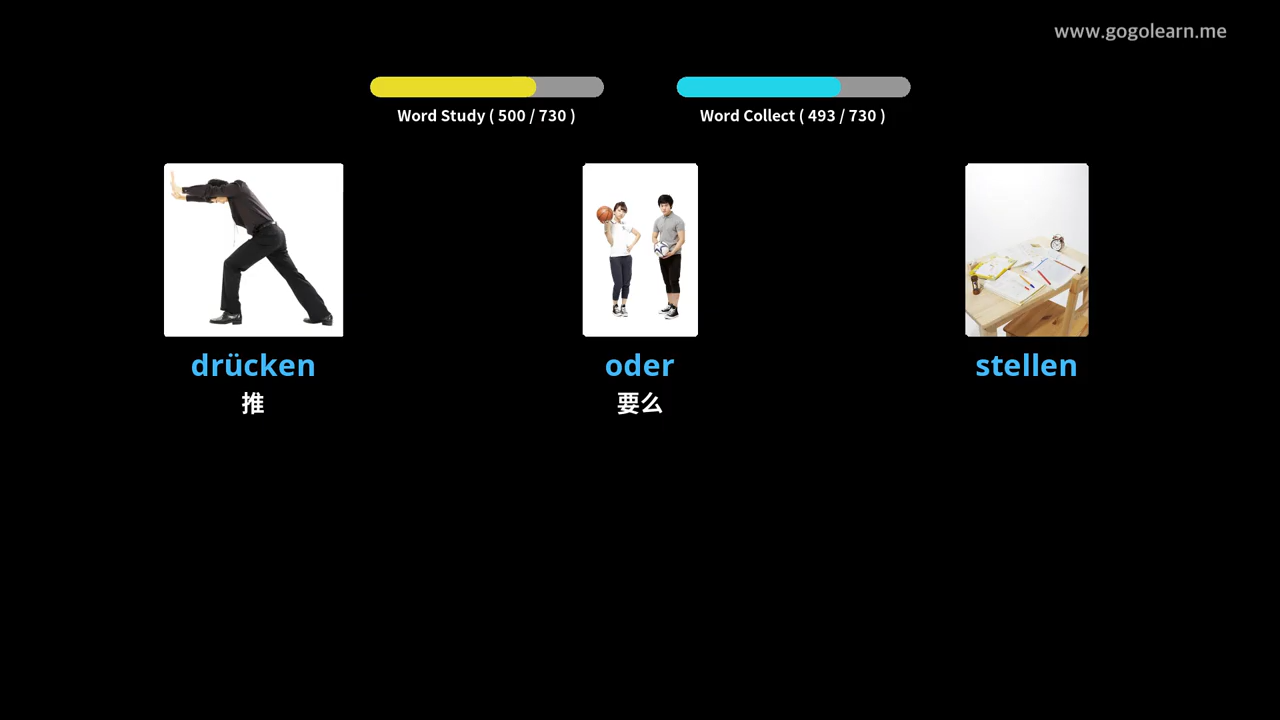 www.gogolearn.me
Word Study ( 500 / 730 )
Word Collect ( 493 / 730 )
drücken
推
oder
要么
stellen